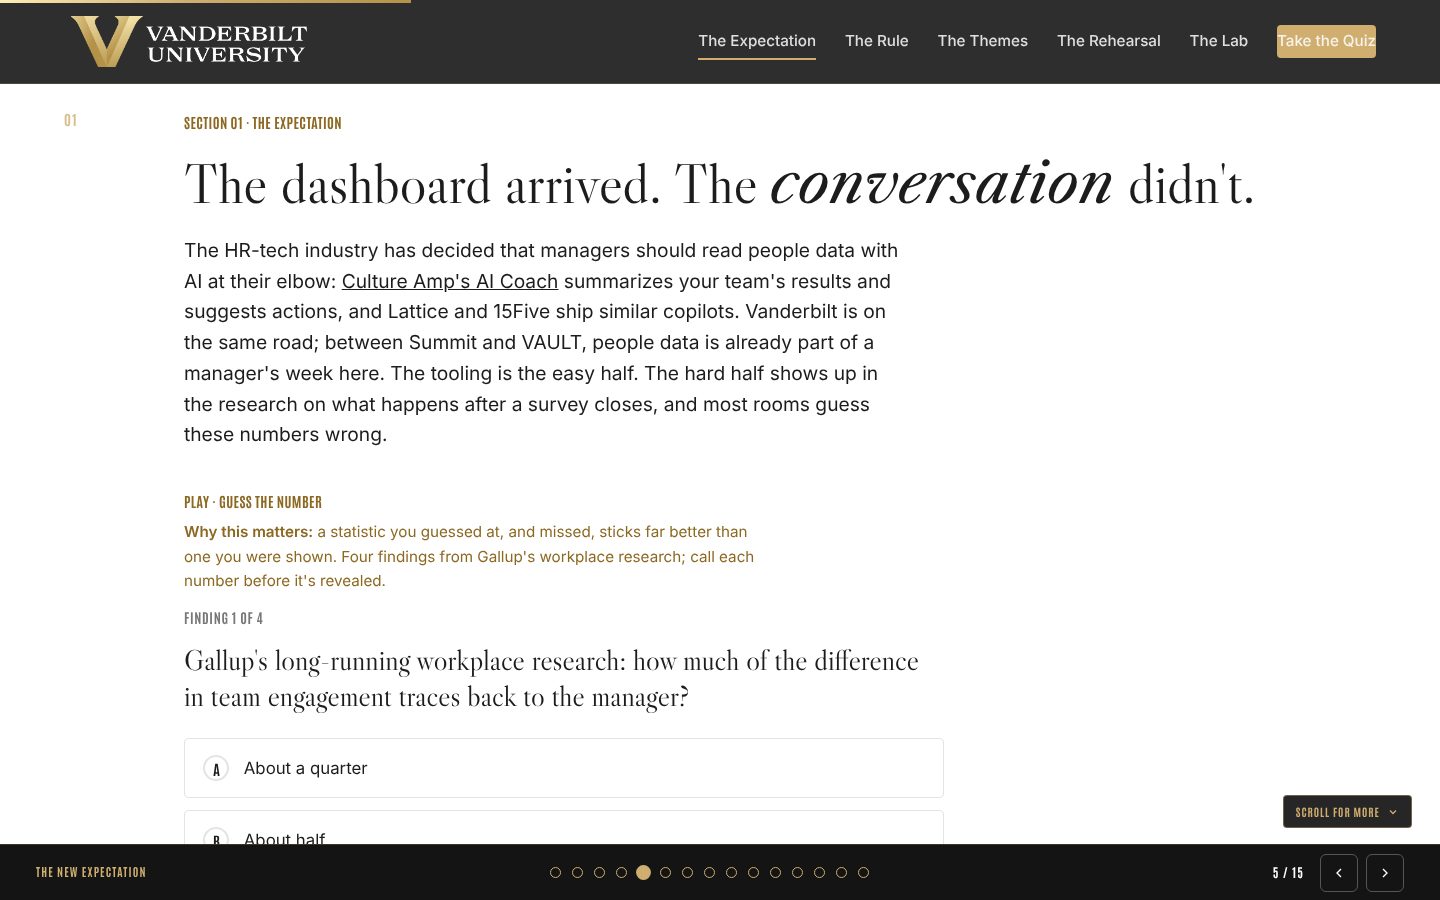 VANDERBILT
UNIVERSITY
The Expectation
The Rule
The Themes
The Rehearsal
The Lab
Take the Quiz
01
SECTION 01 · THE EXPECTATION
The dashboard arrived. The conversation didn't.
The HR-tech industry has decided that managers should read people data with
AI at their elbow: Culture Amp's AI Coach summarizes your team's results and
suggests actions, and Lattice and 15Five ship similar copilots. Vanderbilt is on
the same road; between Summit and VAULT, people data is already part of a
manager's week here. The tooling is the easy half. The hard half shows up in
the research on what happens after a survey closes, and most rooms guess
these numbers wrong.
PLAY · GUESS THE NUMBER
Why this matters: a statistic you guessed at, and missed, sticks far better than
one you were shown. Four findings from Gallup's workplace research; call each
number before it's revealed.
FINDING 1 OF 4
Gallup's long-running workplace research: how much of the difference
in team engagement traces back to the manager?
A About a quarter
B About half
SCROLL FOR MORE
THE NEW EXPECTATION
5 / 15